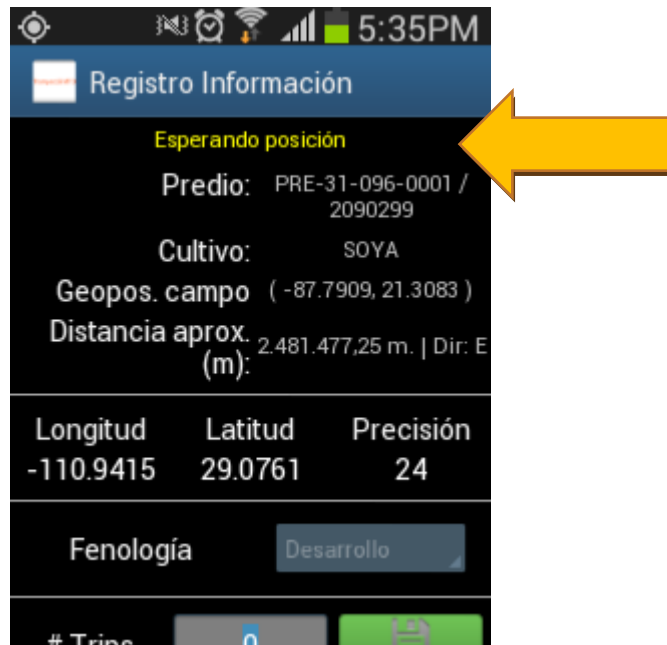 5:35PM
Registro Información
Esperando posición
Predio: PRE-31-096-0001 /
2090299
Cultivo: SOYA
Geopos. campo ( -87.7909, 21.3083 )
Distancia aprox.
(m): 2.481.477,25 m. | Dir: E
Longitud Latitud Precisión
-110.9415 29.0761 24
Fenología Desarrollo
# Trips 0